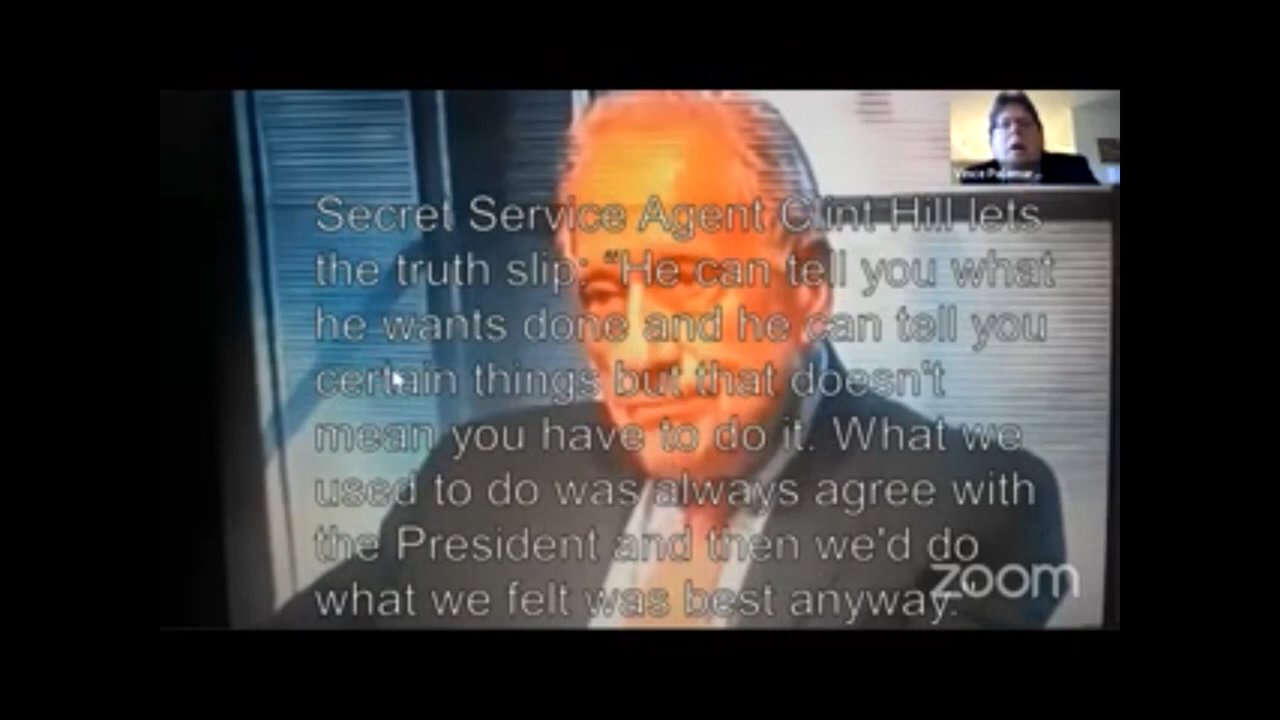 Vince Palamar...
Secret Service Agent Clint Hill lets
the truth slip: “He can tell you what
he wants done and he can tell you
certain things but that doesn't
mean you have to do it. What we
used to do was always agree with
the President and then we'd do
what we felt was best anyway."
zoom